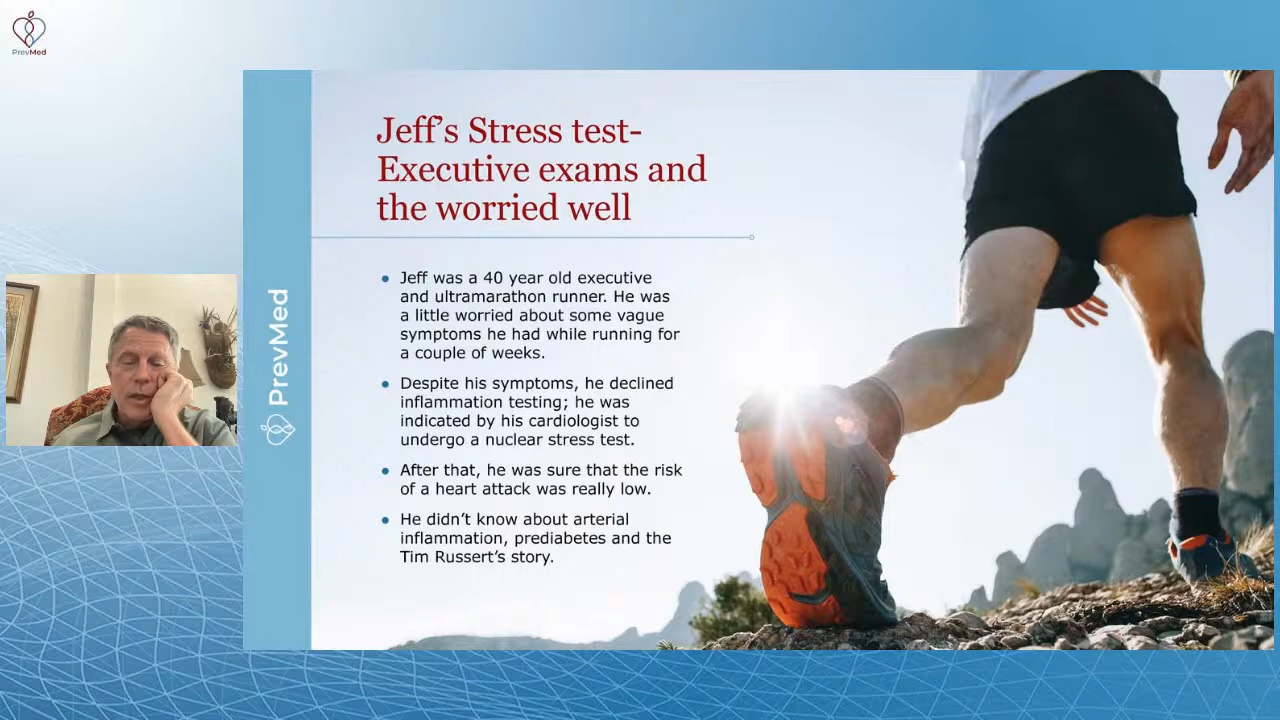 PrevMed
Jeff's Stress test-
Executive exams and
the worried well
Jeff was a 40 year old executive
and ultramarathon runner. He was
a little worried about some vague
symptoms he had while running for
a couple of weeks.
Despite his symptoms, he declined
inflammation testing; he was
indicated by his cardiologist to
undergo a nuclear stress test.
After that, he was sure that the risk
of a heart attack was really low.
He didn't know about arterial
inflammation, prediabetes and the
Tim Russert's story.
PrevMed